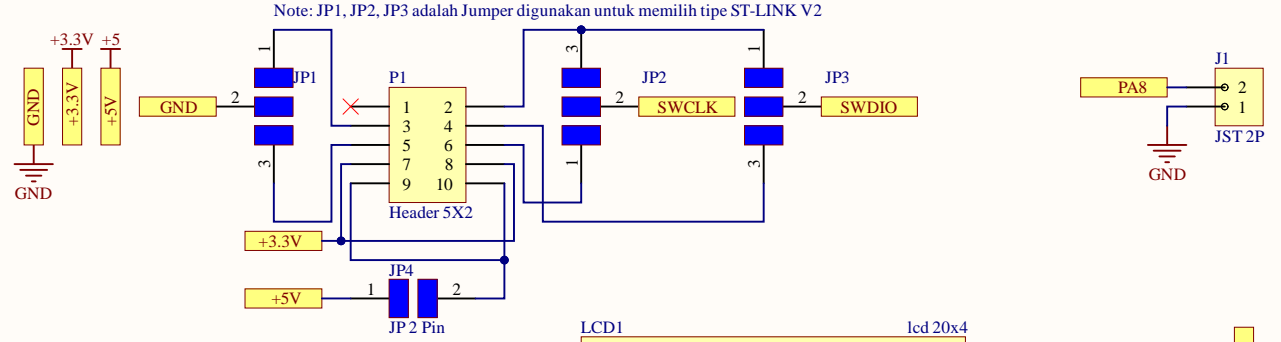 Note: JP1, JP2, JP3 adalah Jumper digunakan untuk memilih tipe ST-LINK V2
+3.3V +5
GND
+3.3V
+5V
GND
GND 2
1
JP1
3
P1
1 2
3 4
5 6
7 8
9 10
Header 5X2
+3.3V
+5V
JP4
1 2
JP 2 Pin
3
JP2
2 SWCLK
1
1
JP3
2 SWDIO
3
J1
PA8
2
1
JST 2P
GND
LCD1 lcd 20x4